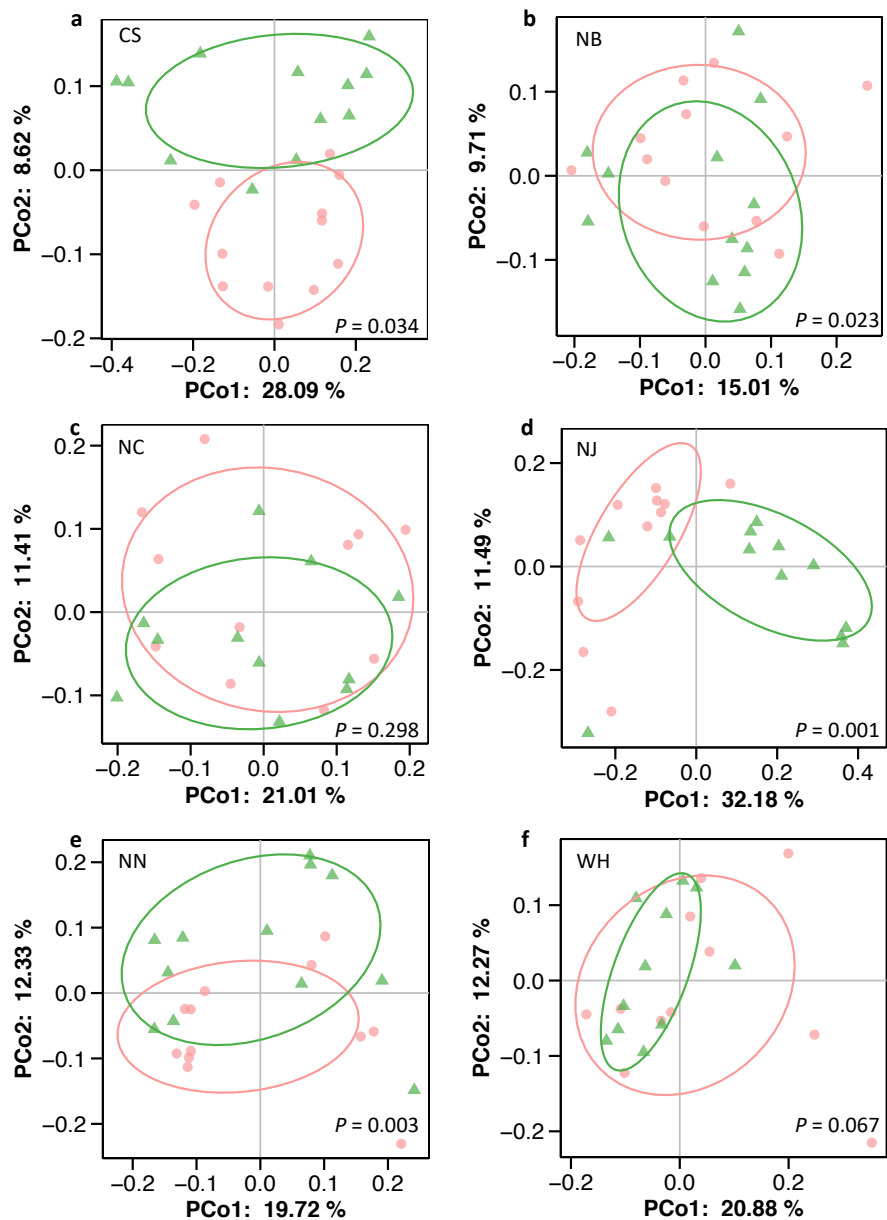 a
CS
0.1
0.0
−0.1
−0.2
PCo2: 8.62 %
P = 0.034
−0.4
−0.2
0.0
0.2
PCo1: 28.09 %
b
NB
0.1
0.0
−0.1
PCo2: 9.71 %
P = 0.023
−0.2
−0.1
0.0
0.1
0.2
PCo1: 15.01 %
c
NC
0.2
0.1
0.0
−0.1
PCo2: 11.41 %
P = 0.298
−0.2
−0.1
0.0
0.1
0.2
PCo1: 21.01 %
d
NJ
0.2
0.0
−0.2
PCo2: 11.49 %
P = 0.001
−0.2
0.0
0.2
0.4
PCo1: 32.18 %
e
NN
0.2
0.1
0.0
−0.1
−0.2
PCo2: 12.33 %
P = 0.003
−0.2
−0.1
0.0
0.1
0.2
PCo1: 19.72 %
f
WH
0.1
0.0
−0.1
−0.2
PCo2: 12.27 %
P = 0.067
−0.2
0.0
0.2
PCo1: 20.88 %